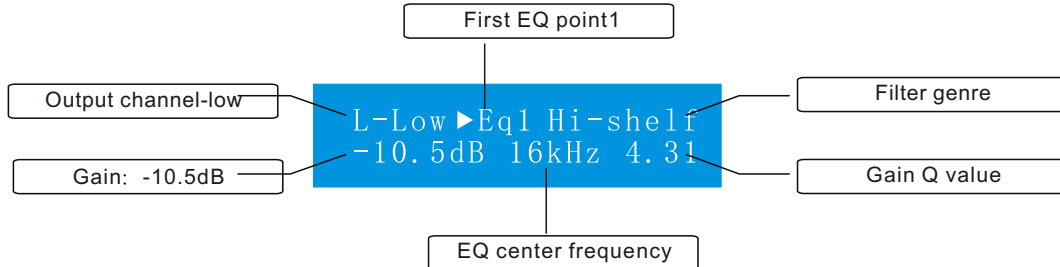 First EQ point1
Output channel-low
Filter genre
L-Low ▶Eq1 Hi-shelf
-10.5dB 16kHz 4.31
Gain: -10.5dB
Gain Q value
EQ center frequency